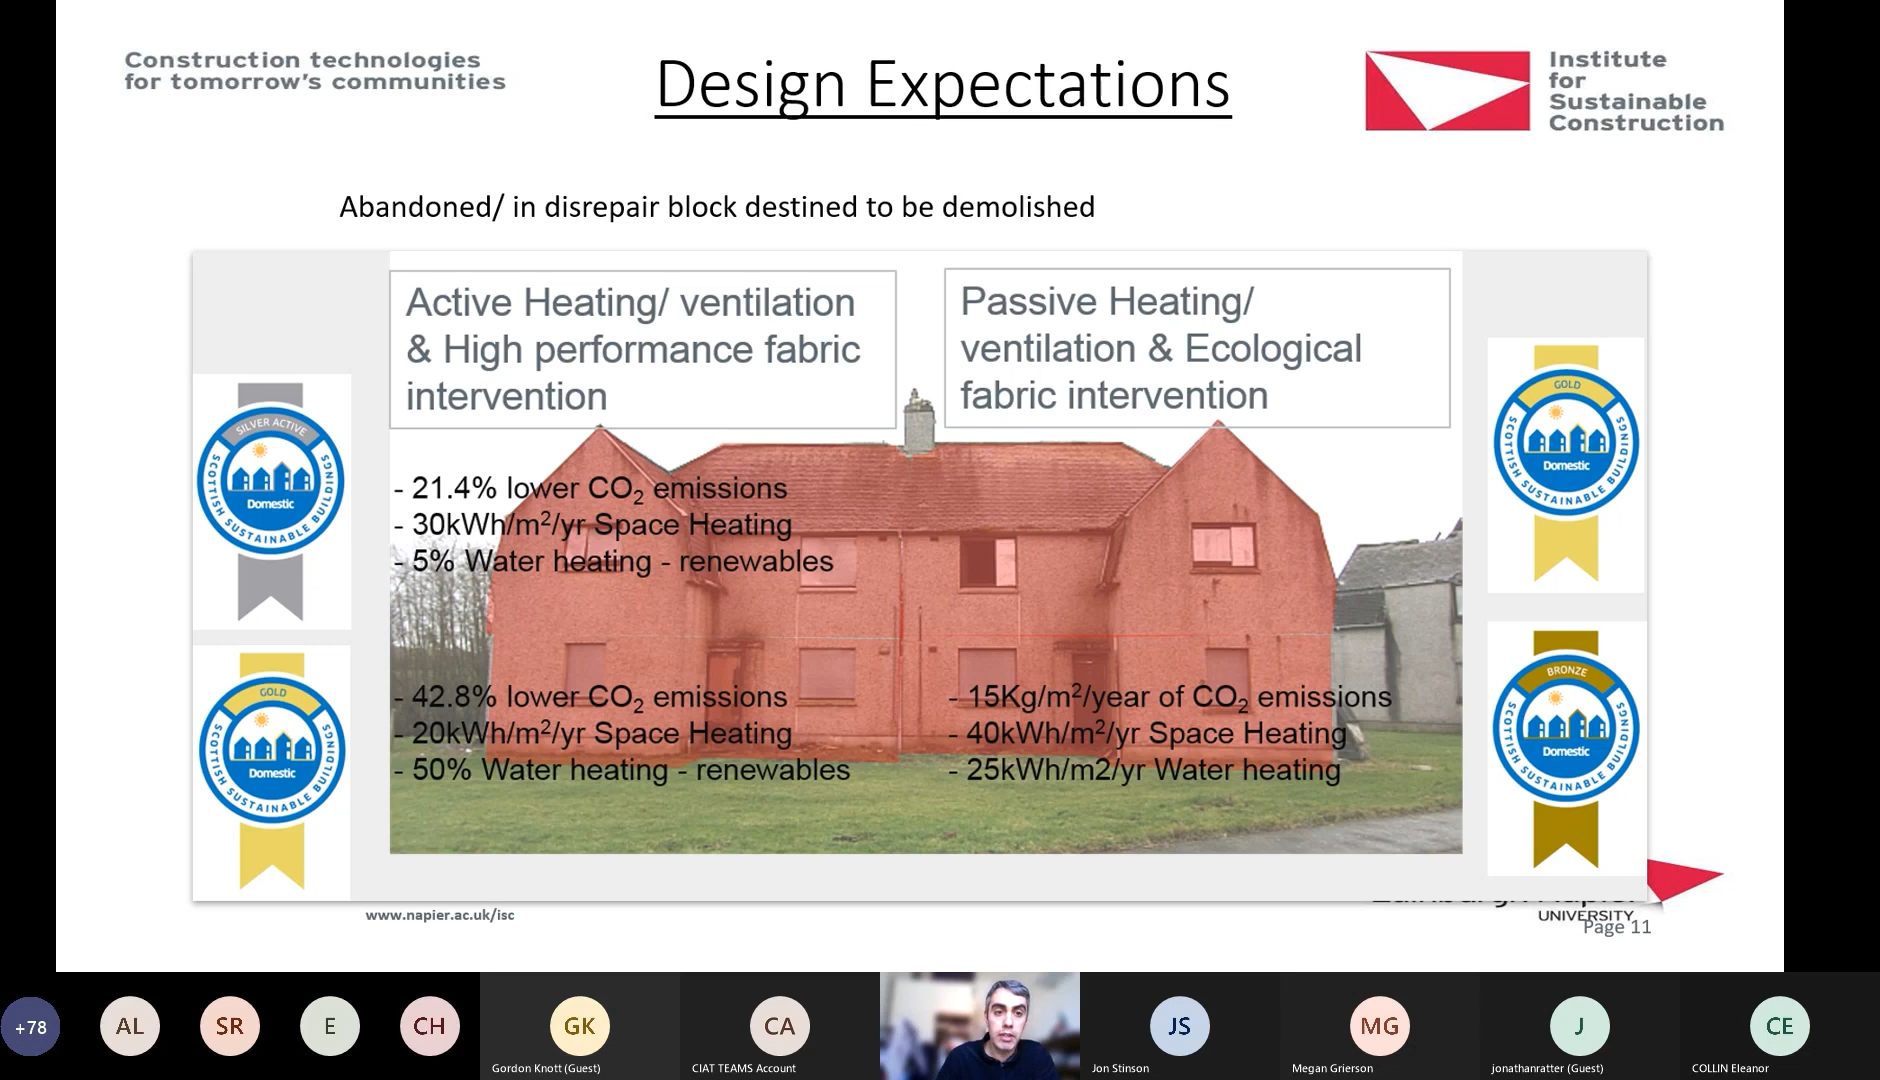 Construction technologies
for tomorrow's communities
Design Expectations
Institute
for
Sustainable
Construction
Abandoned/ in disrepair block destined to be demolished
Active Heating/ ventilation
& High performance fabric
intervention
Passive Heating/
ventilation & Ecological
fabric intervention
SILVER ACTIVE
Domestic
SCOTTISH SUSTAINABLE BUILDINGS
- 21.4% lower CO₂ emissions
- 30kWh/m²/yr Space Heating
- 5% Water heating - renewables
GOLD
Domestic
SCOTTISH SUSTAINABLE BUILDINGS
GOLD
Domestic
SCOTTISH SUSTAINABLE BUILDINGS
- 42.8% lower CO₂ emissions
- 20kWh/m²/yr Space Heating
- 50% Water heating - renewables
- 15Kg/m²/year of CO₂ emissions
- 40kWh/m²/yr Space Heating
- 25kWh/m2/yr Water heating
BRONZE
Domestic
SCOTTISH SUSTAINABLE BUILDINGS
www.napier.ac.uk/isc
UNIVERSITY
Page 11
+78
AL
SR
E
CH
GK
Gordon Knott (Guest)
CA
CIAT TEAMS Account
JS
Jon Stinson
MG
Megan Grierson
J
jonathanratter (Guest)
CE
COLLIN Eleanor